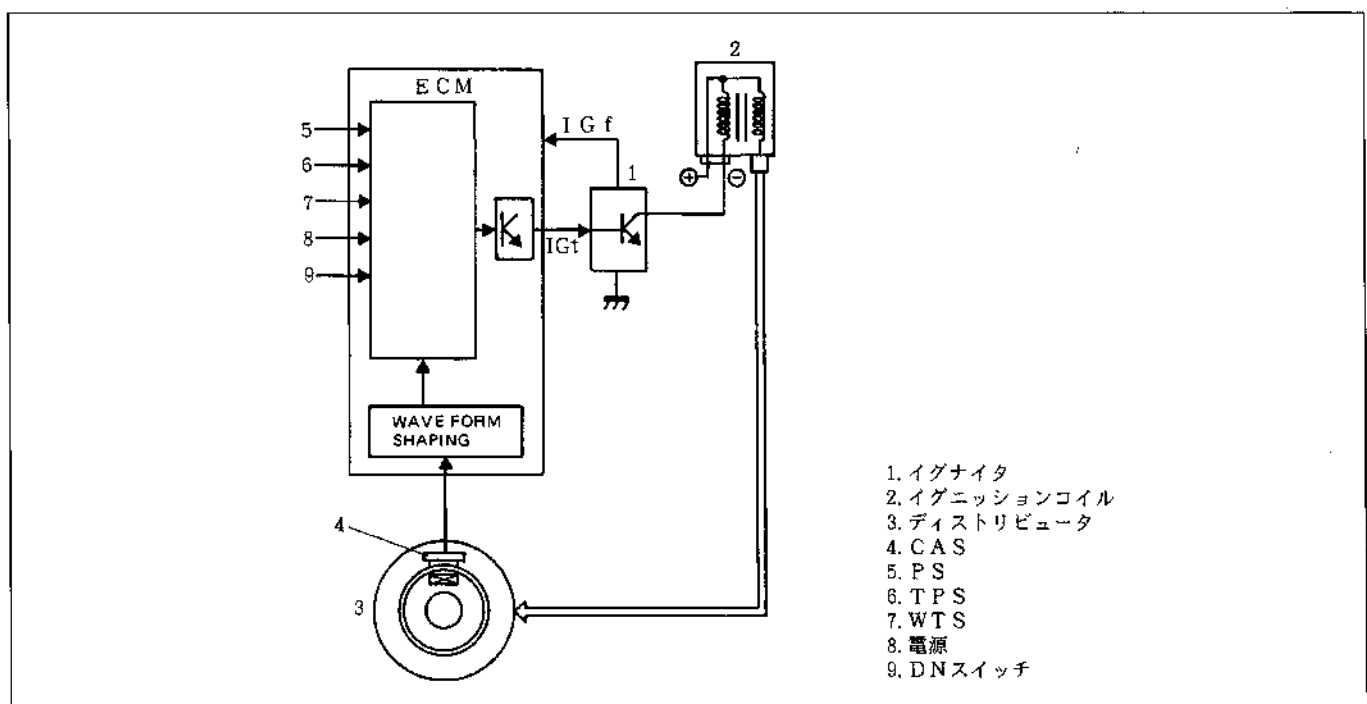 2
ECM
5
IGf
6
1
7
8
IGt
9
⊕ ⊖
WAVE FORM
SHAPING
4
3
1. イグナイタ
2. イグニッションコイル
3. ディストリビュータ
4. CAS
5. PS
6. TPS
7. WTS
8. 電源
9. DNスイッチ